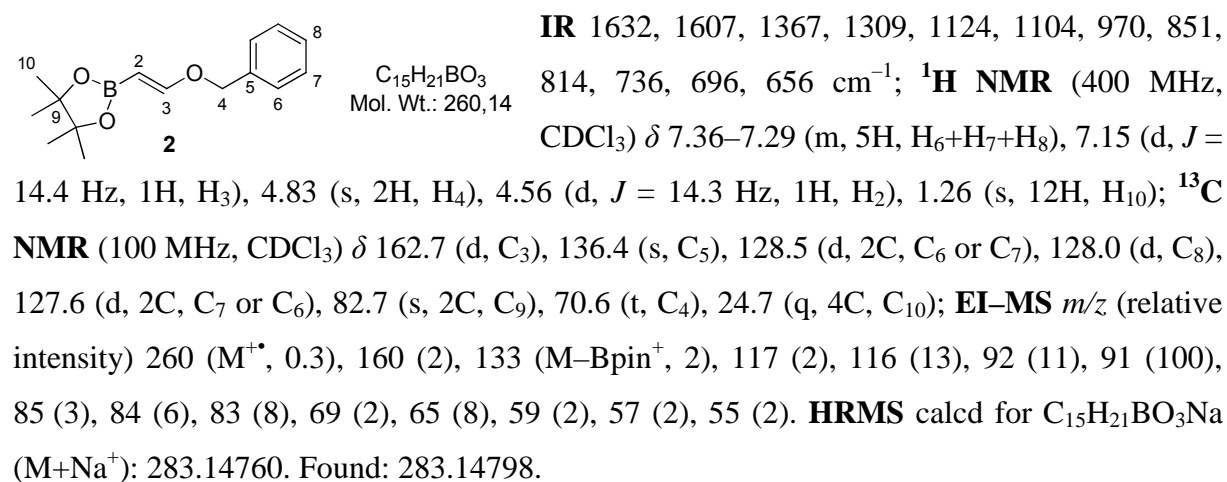 IR 1632, 1607, 1367, 1309, 1124, 1104, 970, 851,
814, 736, 696, 656 cm⁻¹; ¹H NMR (400 MHz,
CDCl₃) δ 7.36–7.29 (m, 5H, H₆+H₇+H₈), 7.15 (d, J =
10
O
B
O
9
2
3
O
4
5
6
7
8
2
C₁₅H₂₁BO₃
Mol. Wt.: 260,14
14.4 Hz, 1H, H₃), 4.83 (s, 2H, H₄), 4.56 (d, J = 14.3 Hz, 1H, H₂), 1.26 (s, 12H, H₁₀); ¹³C
NMR (100 MHz, CDCl₃) δ 162.7 (d, C₃), 136.4 (s, C₅), 128.5 (d, 2C, C₆ or C₇), 128.0 (d, C₈),
127.6 (d, 2C, C₇ or C₆), 82.7 (s, 2C, C₉), 70.6 (t, C₄), 24.7 (q, 4C, C₁₀); EI–MS m/z (relative
intensity) 260 (M⁺•, 0.3), 160 (2), 133 (M–Bpin⁺, 2), 117 (2), 116 (13), 92 (11), 91 (100),
85 (3), 84 (6), 83 (8), 69 (2), 65 (8), 59 (2), 57 (2), 55 (2). HRMS calcd for C₁₅H₂₁BO₃Na
(M+Na⁺): 283.14760. Found: 283.14798.